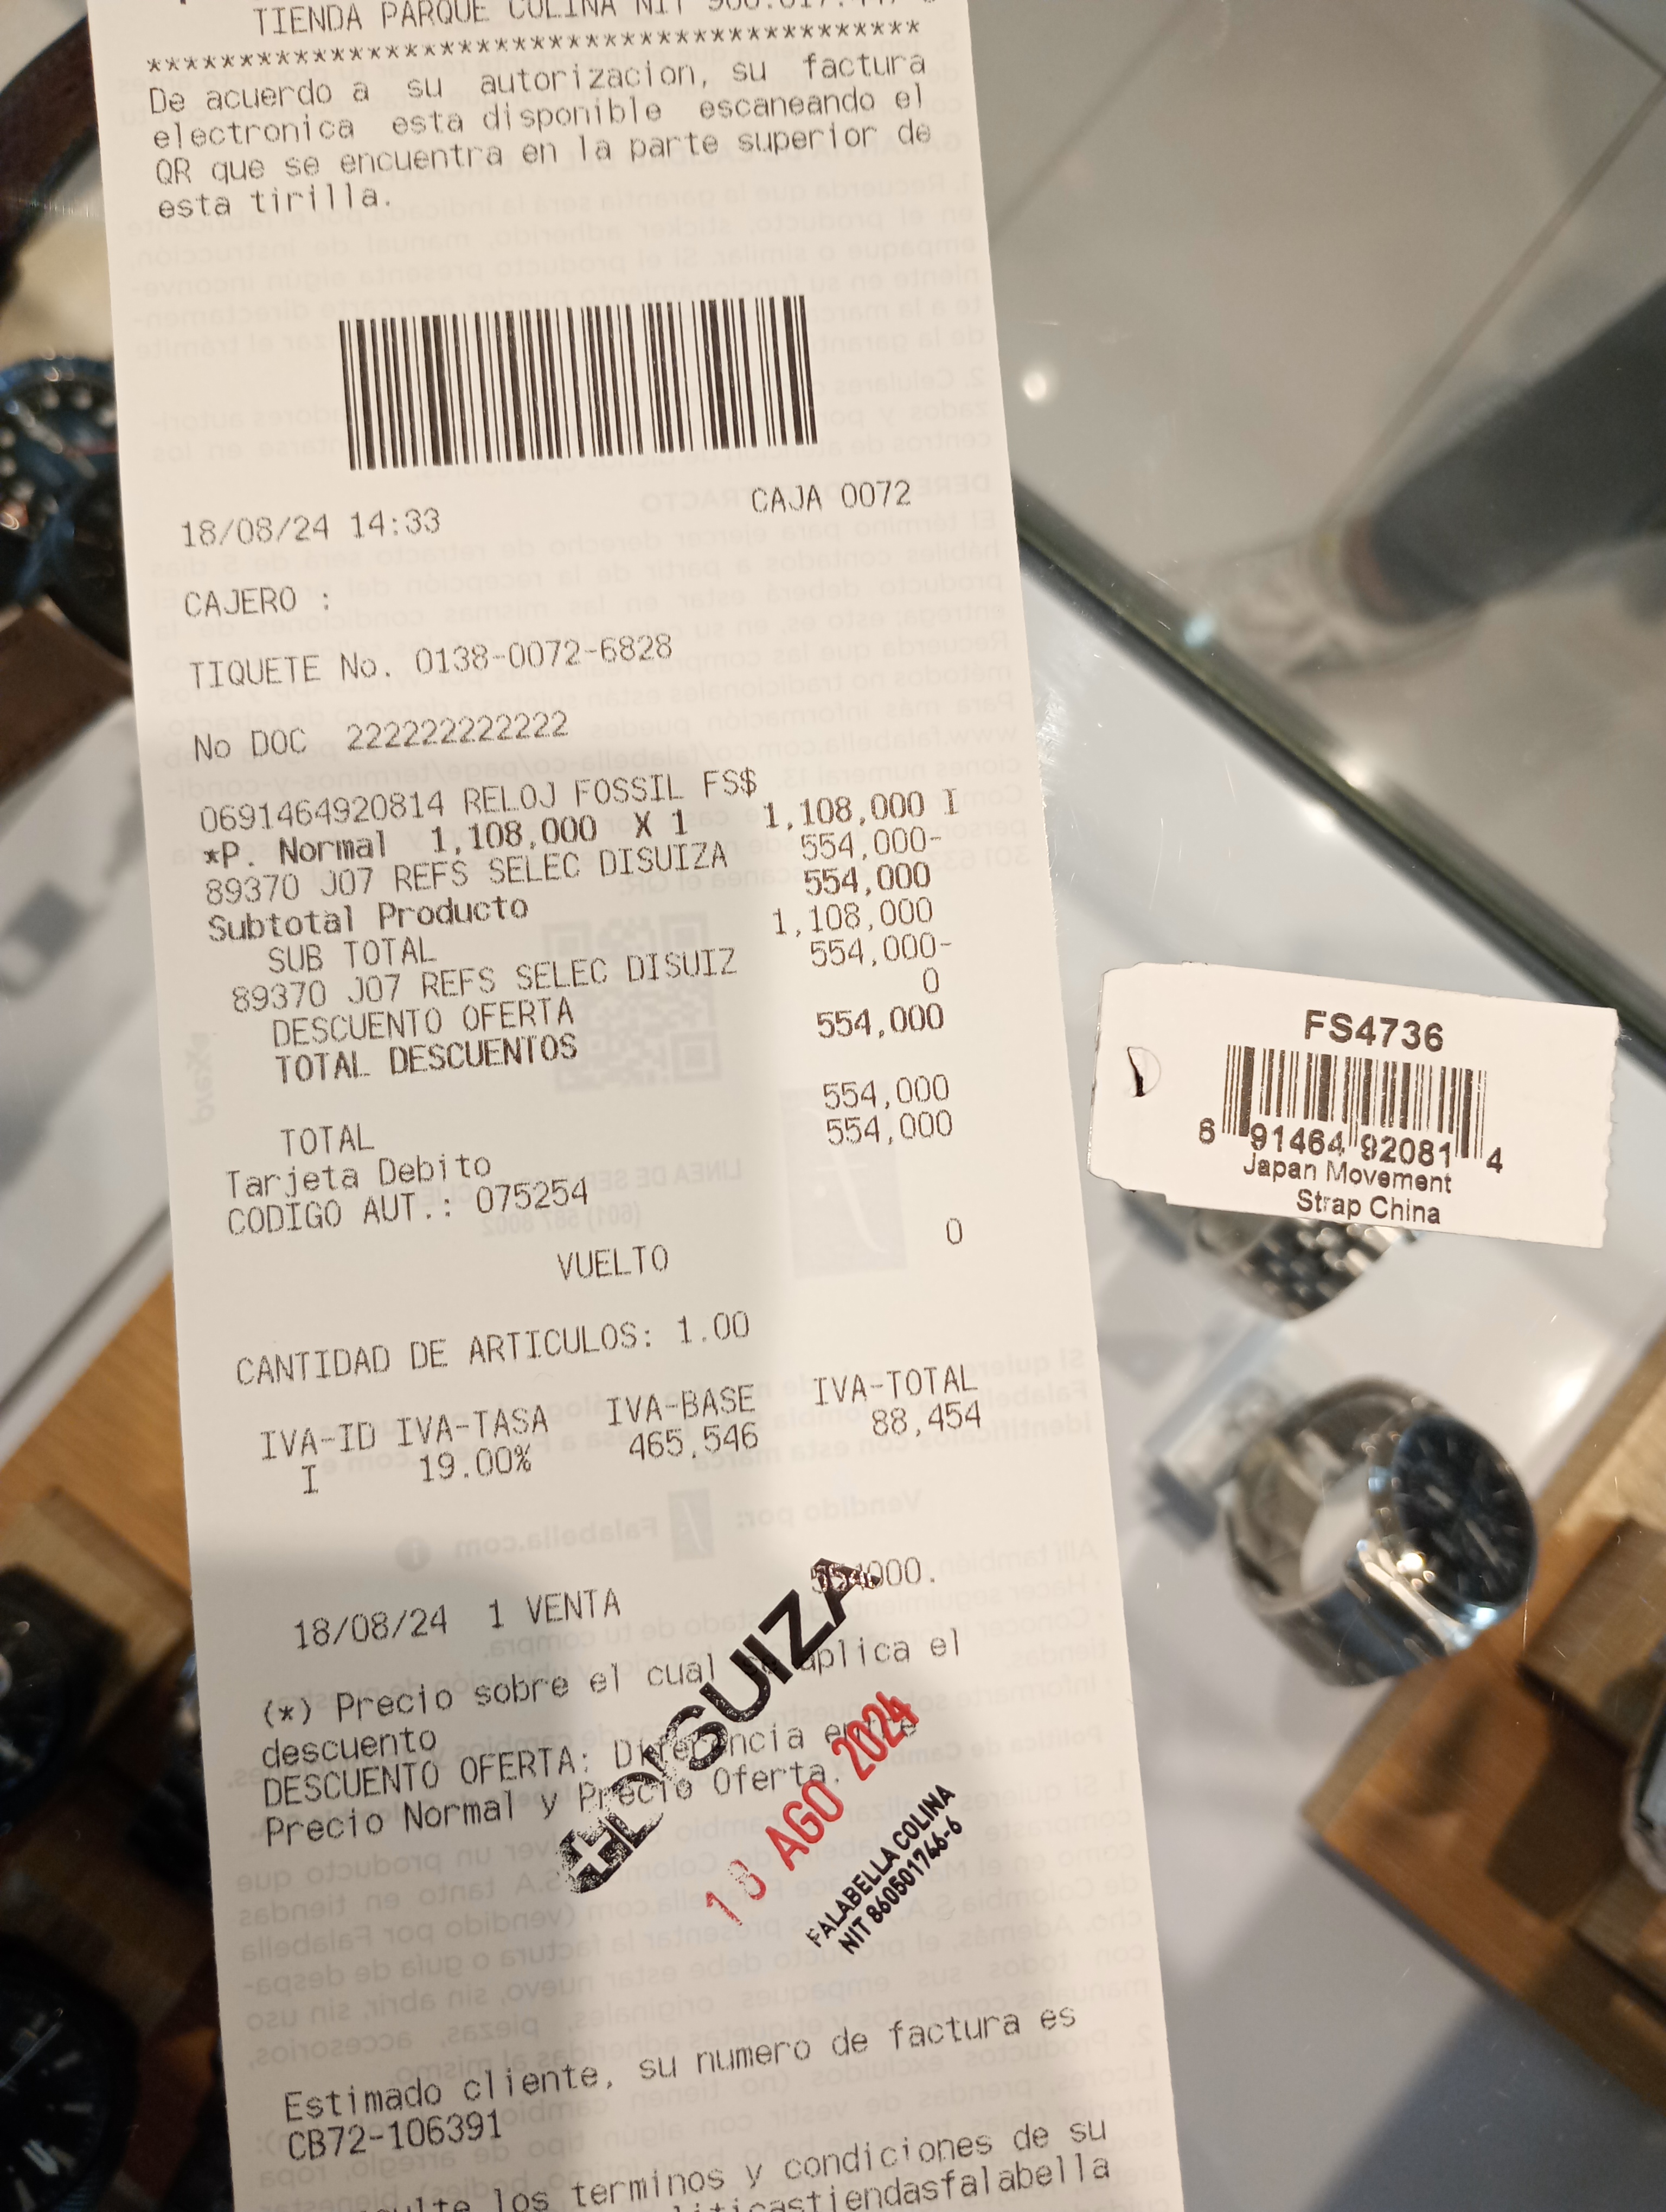 TIENDA PARQUE COLINA NIT
****************************************
De acuerdo a su autorizacion, su factura
electronica esta disponible escaneando el
QR que se encuentra en la parte superior de
esta tirilla.
18/08/24 14:33 CAJA 0072
CAJERO :
TIQUETE No. 0138-0072-6828
No DOC 222222222222
0691464920814 RELOJ FOSSIL FS$ 1,108,000 I
*P. Normal 1,108,000 X 1 554,000-
89370 J07 REFS SELEC DISUIZA 554,000
Subtotal Producto 1,108,000
SUB TOTAL 554,000-
89370 J07 REFS SELEC DISUIZ 0
DESCUENTO OFERTA 554,000
TOTAL DESCUENTOS
554,000
TOTAL 554,000
Tarjeta Debito
CODIGO AUT.: 075254
VUELTO 0
CANTIDAD DE ARTICULOS: 1.00
IVA-ID IVA-TASA IVA-BASE IVA-TOTAL
I 19.00% 465,546 88,454
18/08/24 1 VENTA 554000.
(*) Precio sobre el cual se aplica el
descuento
DESCUENTO OFERTA: Diferencia entre
Precio Normal y Precio Oferta.
SUIZA
18 AGO 2024
FALABELLA COLINA
NIT 860501746-6
Estimado cliente, su numero de factura es
CB72-106391
los terminos y condiciones de su
FS4736
6 91464 92081 4
Japan Movement
Strap China